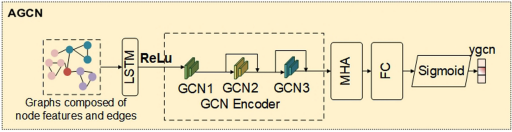 AGCN
Graphs composed of
node features and edges
LSTM
ReLu
GCN1
GCN2
GCN3
GCN Encoder
MHA
FC
Sigmoid
ygcn